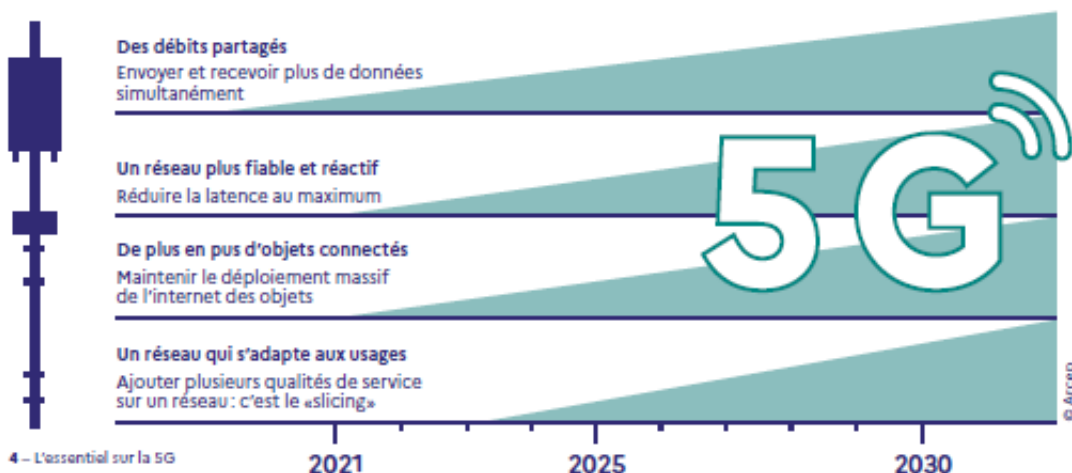 Des débits partagés
Envoyer et recevoir plus de données
simultanément
Un réseau plus fiable et réactif
Réduire la latence au maximum
De plus en pus d'objets connectés
Maintenir le déploiement massif
de l'internet des objets
Un réseau qui s'adapte aux usages
Ajouter plusieurs qualités de service
sur un réseau : c'est le «slicing»
5G
© Arcep
4 – L'essentiel sur la 5G
2021
2025
2030